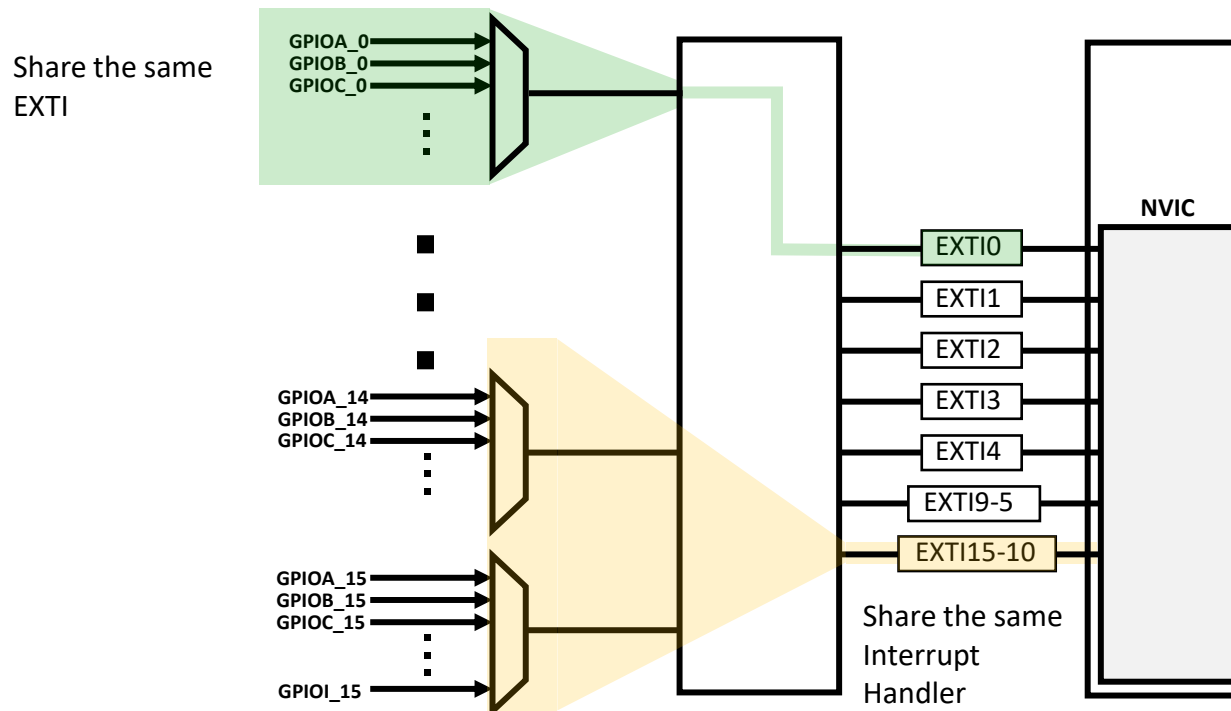 Share the same
EXTI
GPIOA_0
GPIOB_0
GPIOC_0
NVIC
EXTI0
EXTI1
EXTI2
EXTI3
EXTI4
EXTI9-5
EXTI15-10
GPIOA_14
GPIOB_14
GPIOC_14
GPIOA_15
GPIOB_15
GPIOC_15
GPIOI_15
Share the same
Interrupt
Handler